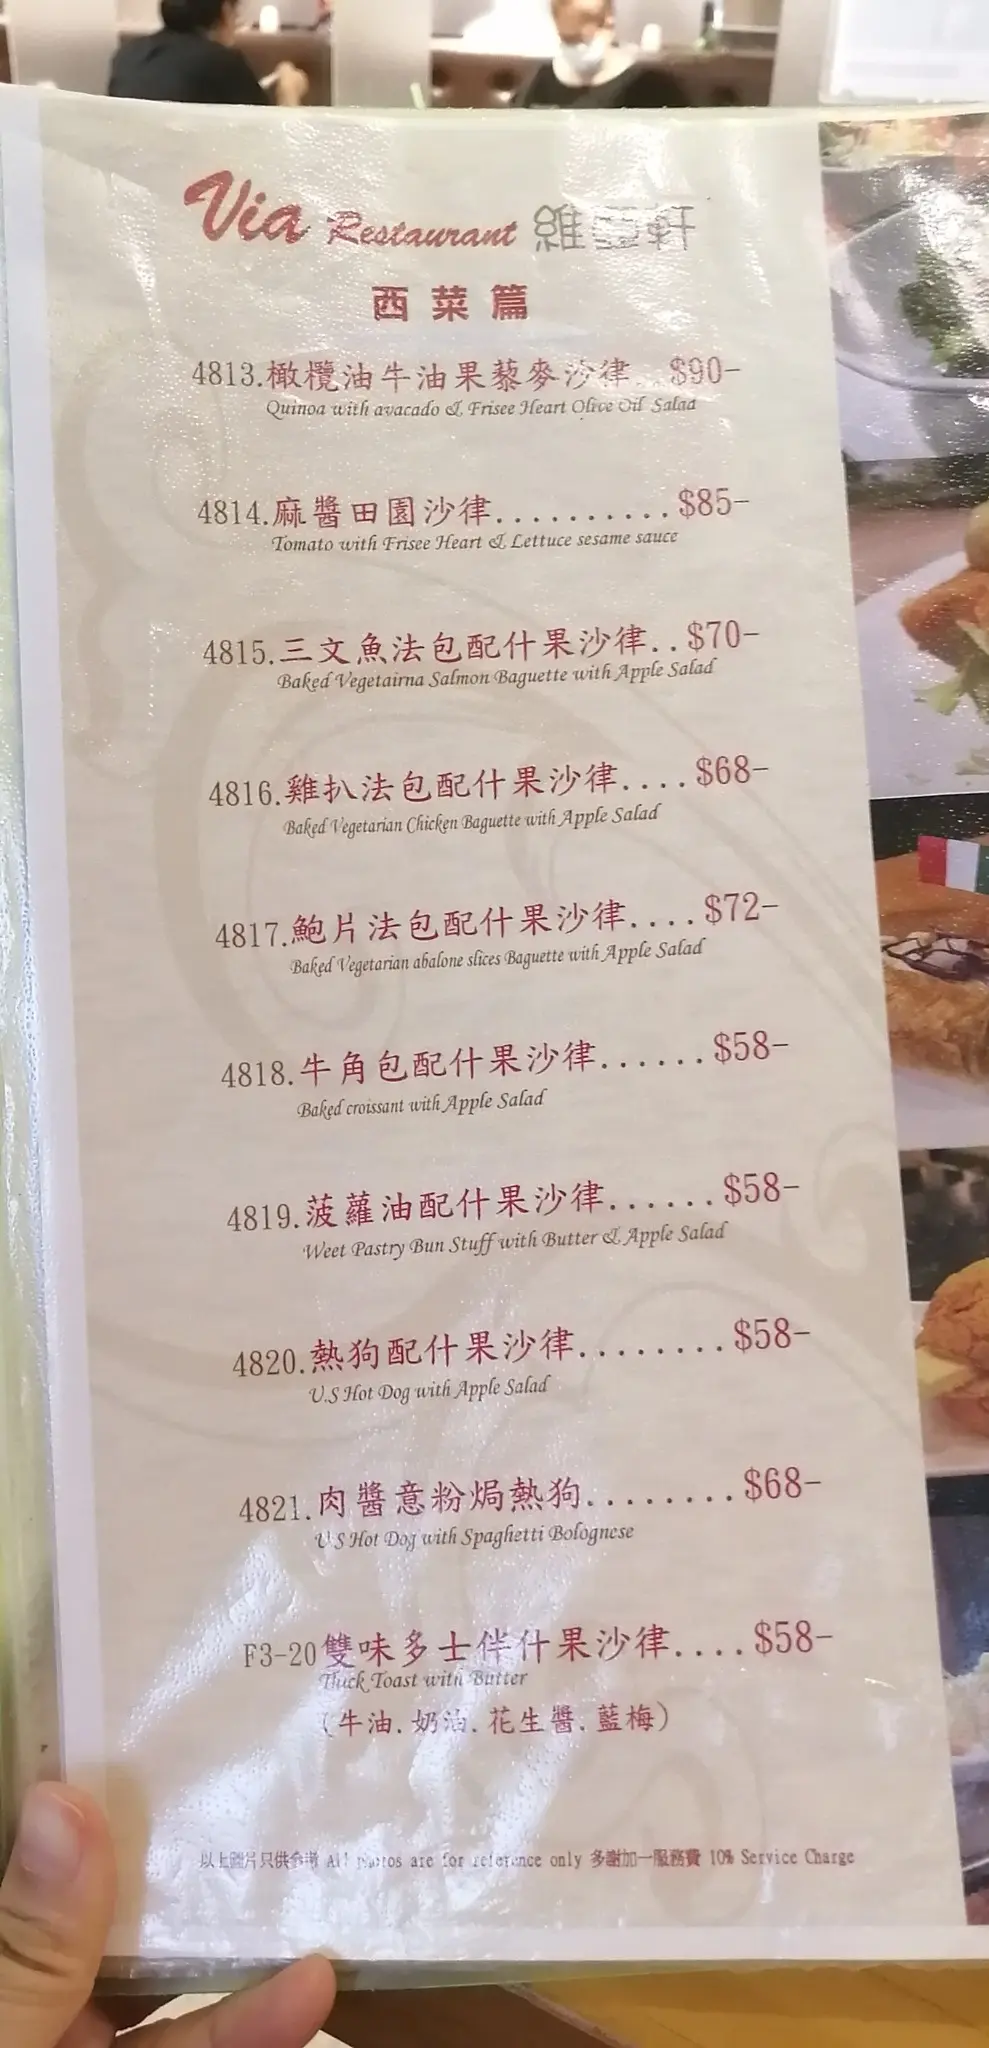 Via Restaurant 維亞軒
西菜篇
4813.橄欖油牛油果藜麥沙律..$90-
Quinoa with avacado & Frisee Heart Olive Oil Salad
4814.麻醬田園沙律..........$85-
Tomato with Frisee Heart & Lettuce sesame sauce
4815.三文魚法包配什果沙律..$70-
Baked Vegetairna Salmon Baguette with Apple Salad
4816.雞扒法包配什果沙律....$68-
Baked Vegetarian Chicken Baguette with Apple Salad
4817.鮑片法包配什果沙律....$72-
Baked Vegetarian abalone slices Baguette with Apple Salad
4818.牛角包配什果沙律......$58-
Baked croissant with Apple Salad
4819.菠蘿油配什果沙律......$58-
Weet Pastry Bun Stuff with Butter & Apple Salad
4820.熱狗配什果沙律........$58-
U.S Hot Dog with Apple Salad
4821.肉醬意粉焗熱狗........$68-
U.S Hot Dog with Spaghetti Bolognese
F3-20雙味多士伴什果沙律....$58-
Thick Toast with Butter
(牛油.奶油.花生醬.藍梅)
以上圖片只供參考 All photos are for reference only 多謝加一服務費 10% Service Charge